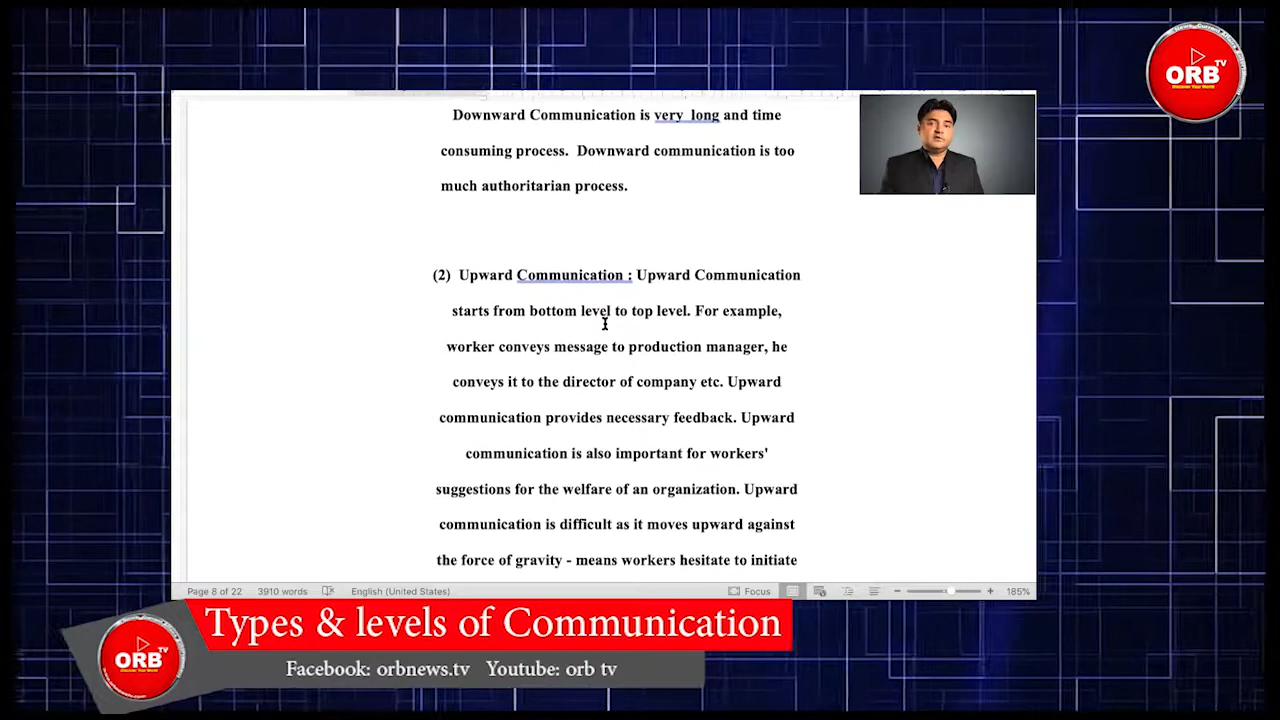 ORB TV
Discover Your World
Downward Communication is very long and time
consuming process. Downward communication is too
much authoritarian process.
(2) Upward Communication : Upward Communication
starts from bottom level to top level. For example,
worker conveys message to production manager, he
conveys it to the director of company etc. Upward
communication provides necessary feedback. Upward
communication is also important for workers'
suggestions for the welfare of an organization. Upward
communication is difficult as it moves upward against
the force of gravity - means workers hesitate to initiate
Page 8 of 22 3910 words English (United States) Focus 185%
Types & levels of Communication
ORB TV
Facebook: orbnews.tv Youtube: orb tv